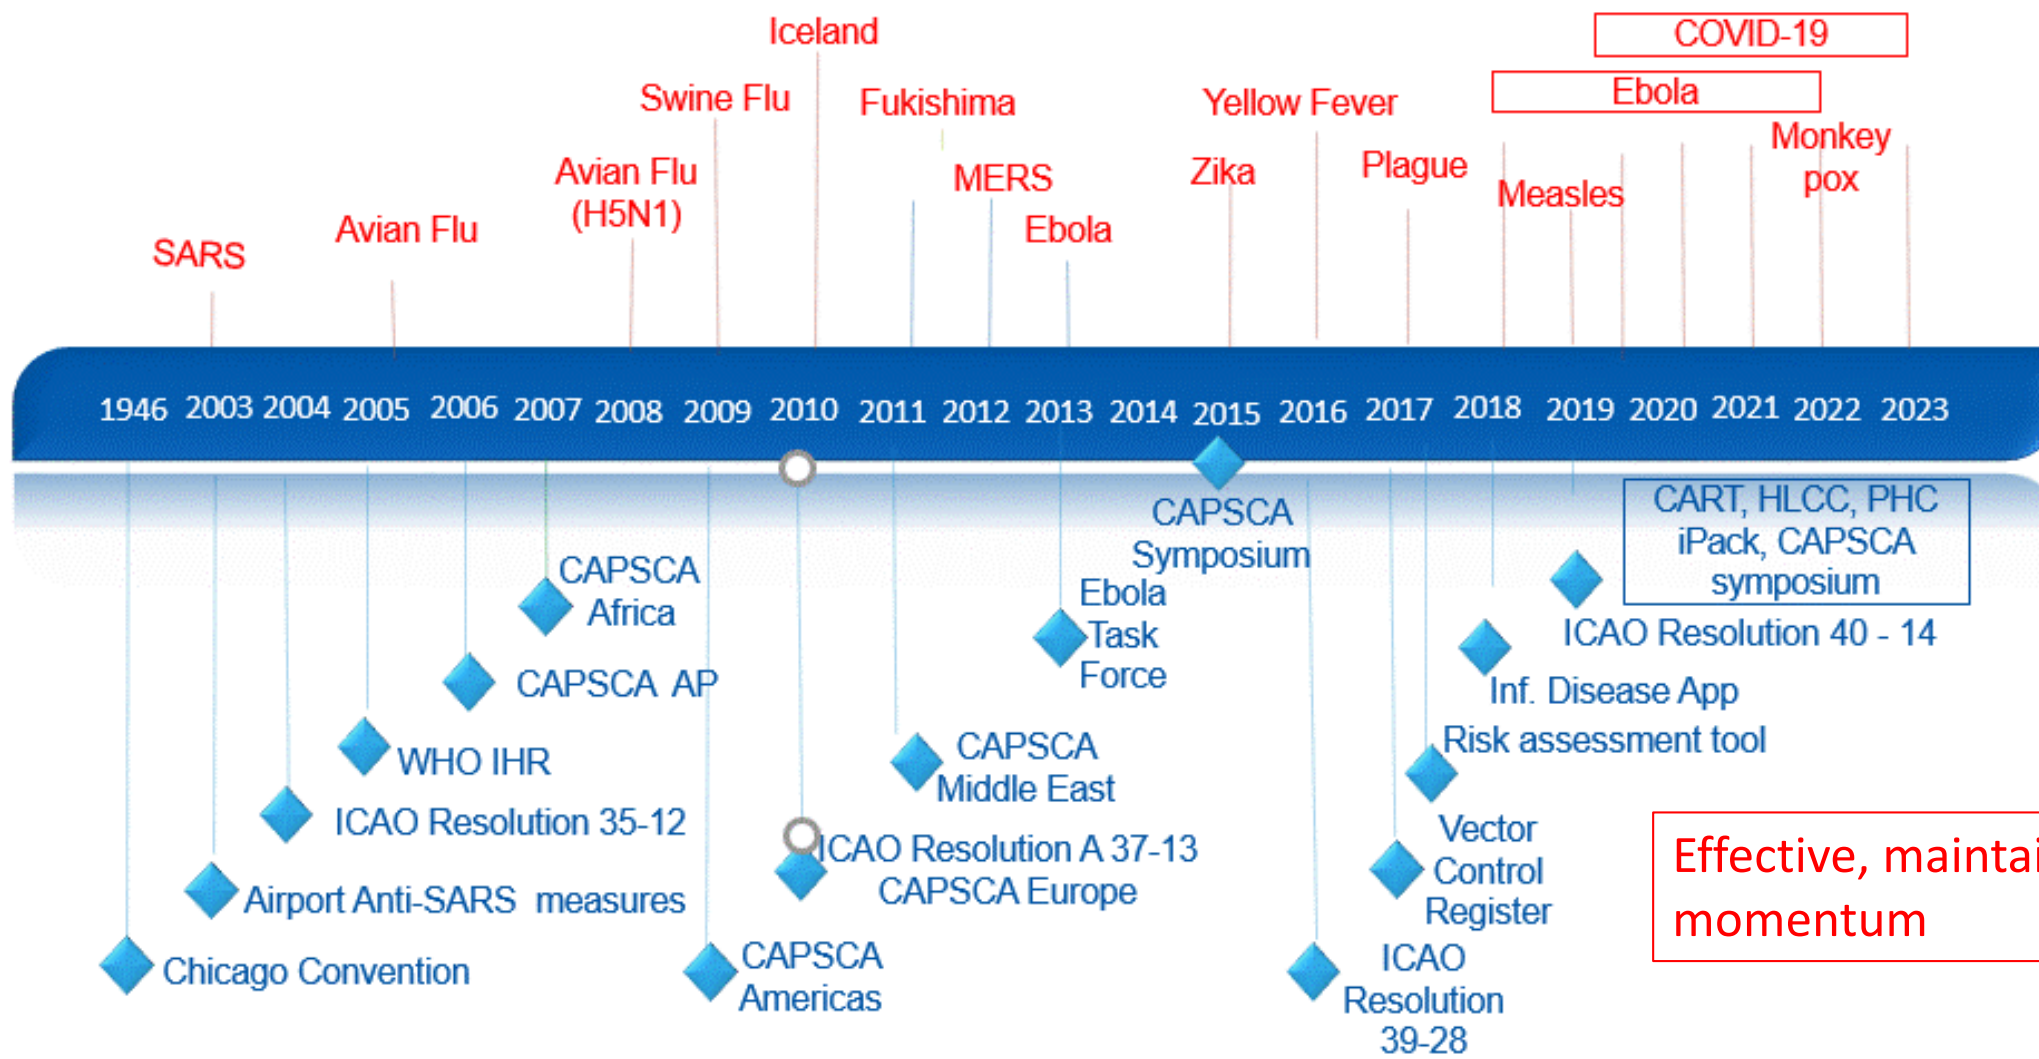 Iceland
COVID-19
Swine Flu
Fukishima
Yellow Fever
Ebola
Avian Flu
(H5N1)
MERS
Zika
Plague
Measles
Monkey
pox
SARS
Avian Flu
Ebola
1946 2003 2004 2005 2006 2007 2008 2009 2010 2011 2012 2013 2014 2015 2016 2017 2018 2019 2020 2021 2022 2023
CAPSCA
Symposium
CART, HLCC, PHC
iPack, CAPSCA
symposium
CAPSCA
Africa
Ebola
Task
Force
ICAO Resolution 40 - 14
CAPSCA AP
Inf. Disease App
WHO IHR
CAPSCA
Middle East
Risk assessment tool
ICAO Resolution 35-12
ICAO Resolution A 37-13
CAPSCA Europe
Vector
Control
Register
Effective, maintai
momentum
Airport Anti-SARS measures
Chicago Convention
CAPSCA
Americas
ICAO
Resolution
39-28